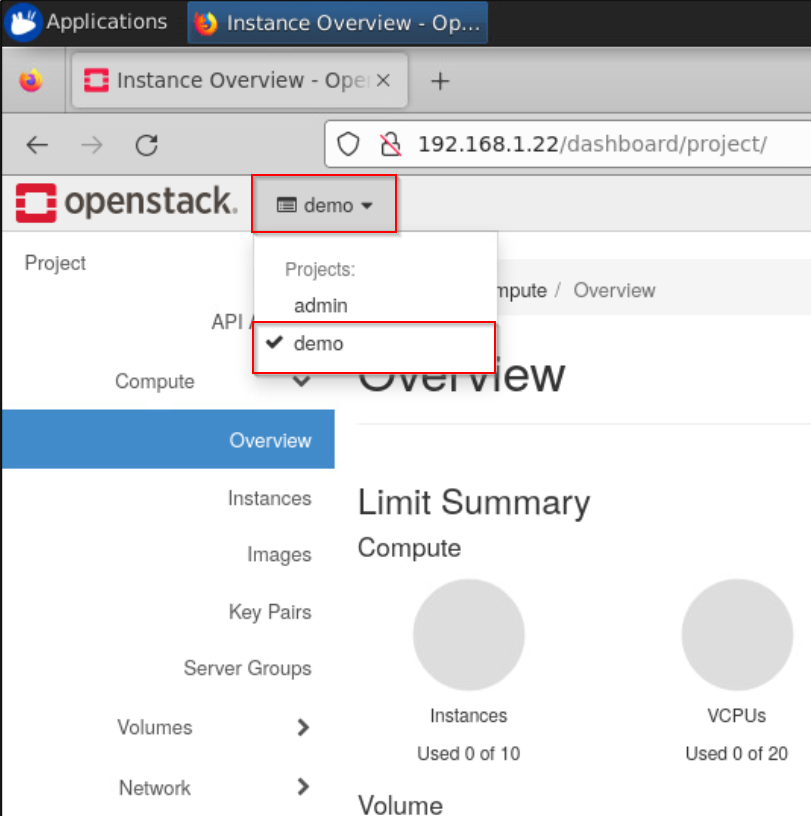 Applications Instance Overview - Op...
Instance Overview - Ope
192.168.1.22/dashboard/project/
openstack. demo
Project
Projects:
admin
demo
mpute / Overview
API A
Compute
Overview
Overview
Instances
Images
Key Pairs
Server Groups
Volumes
Network
Limit Summary
Compute
Instances VCPUs
Used 0 of 10 Used 0 of 20
Volume